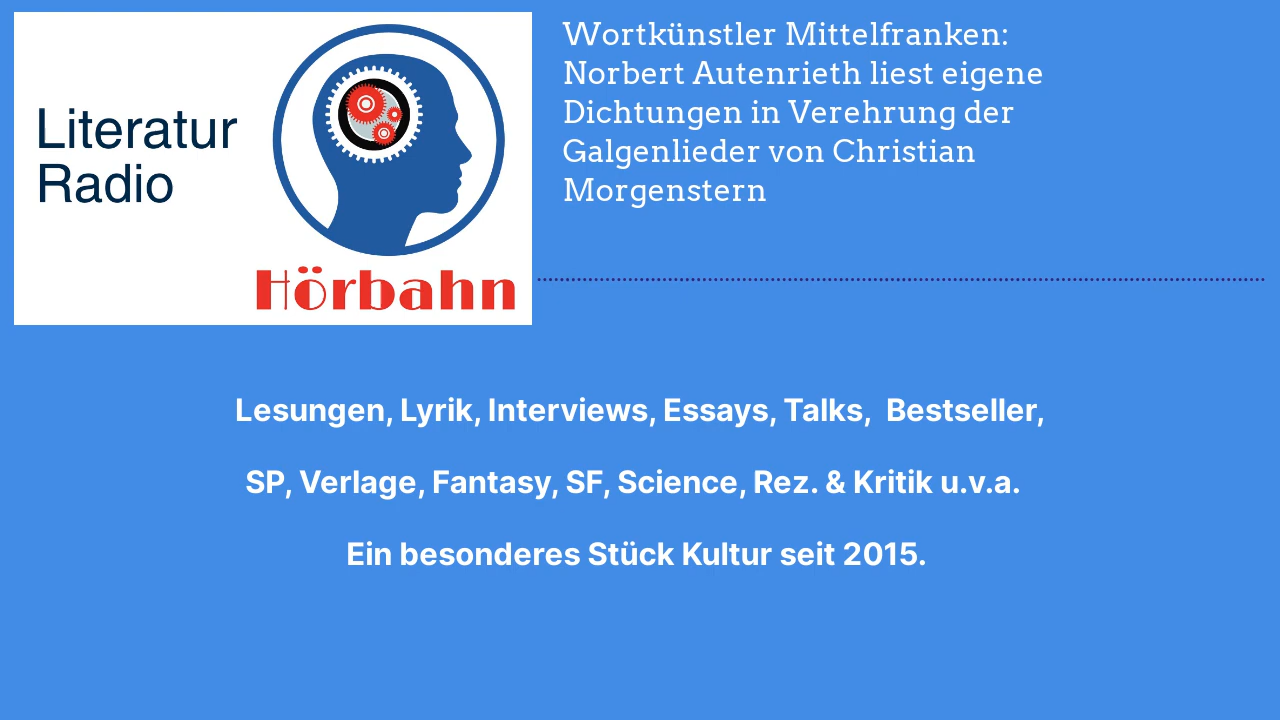 Literatur
Radio
Hörbahn
Wortkünstler Mittelfranken:
Norbert Autenrieth liest eigene
Dichtungen in Verehrung der
Galgenlieder von Christian
Morgenstern
Lesungen, Lyrik, Interviews, Essays, Talks,  Bestseller,
SP, Verlage, Fantasy, SF, Science, Rez. & Kritik u.v.a.
Ein besonderes Stück Kultur seit 2015.